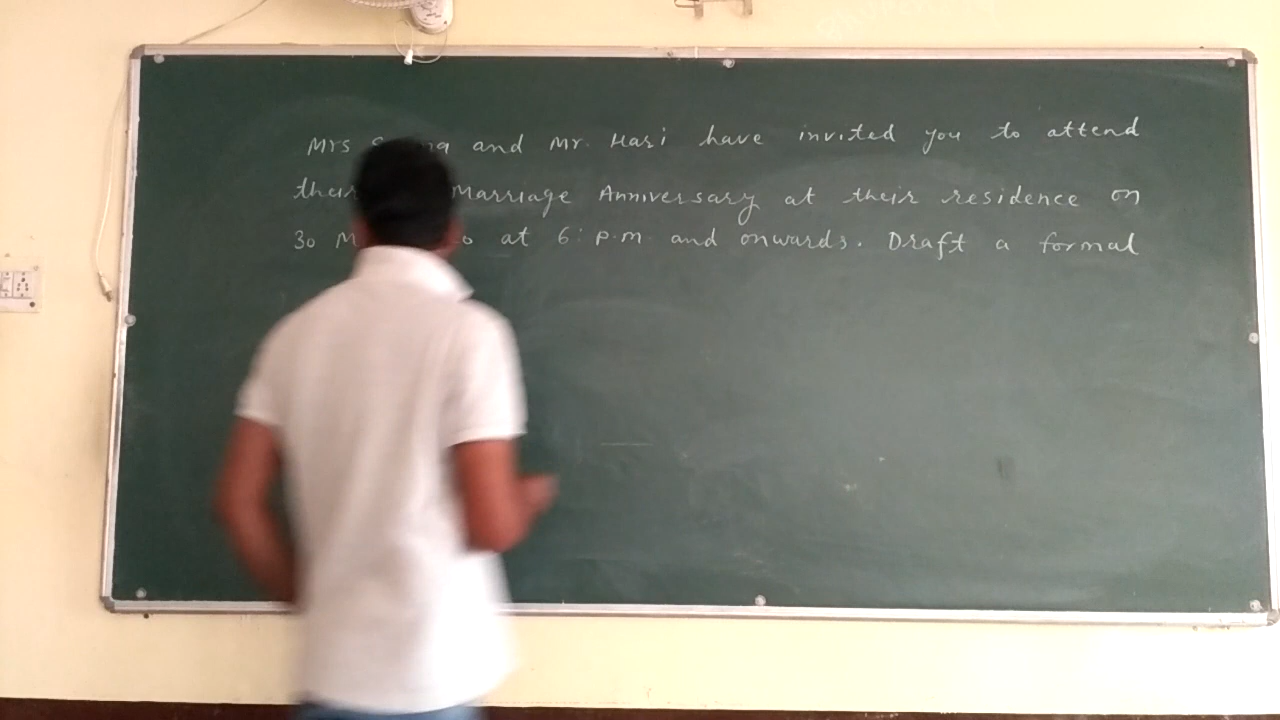 Mrs and Mr. Hari have invited you to attend
their Marriage Anniversary at their residence on
30 at 6: p.m and onwards. Draft a formal